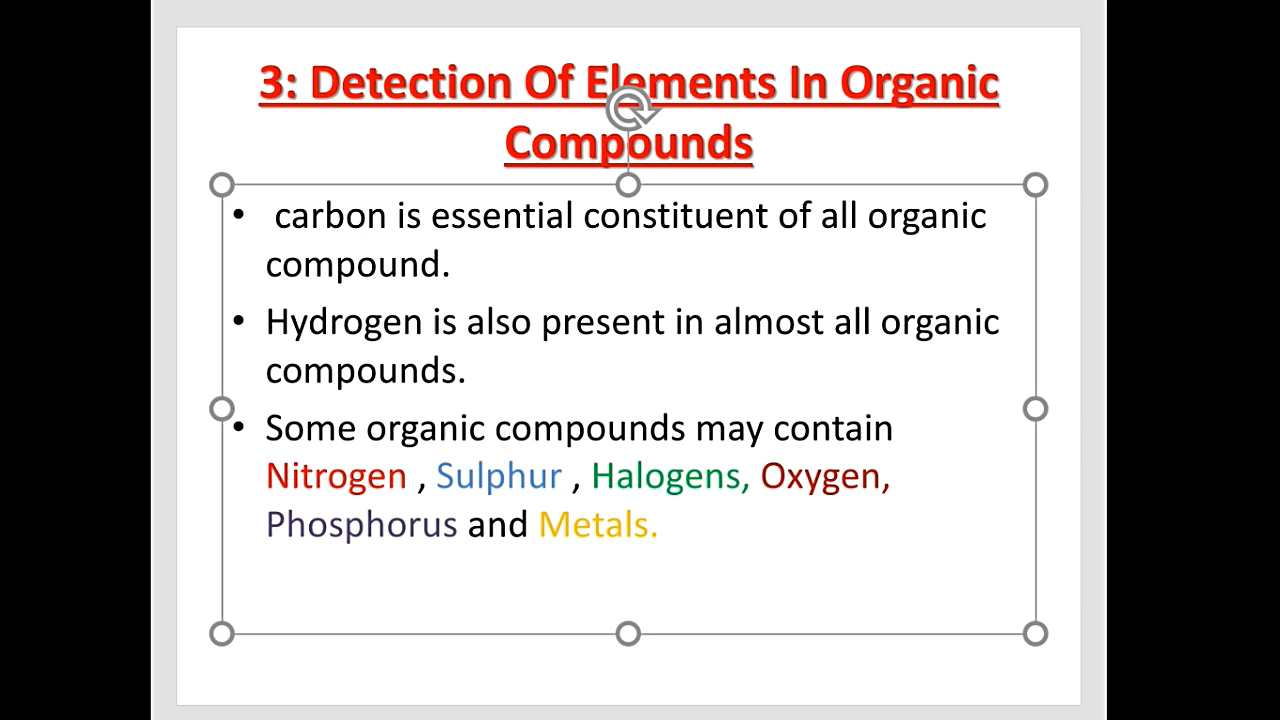 3: Detection Of Elements In Organic
Compounds
• carbon is essential constituent of all organic
compound.
• Hydrogen is also present in almost all organic
compounds.
• Some organic compounds may contain
Nitrogen , Sulphur , Halogens, Oxygen,
Phosphorus and Metals.